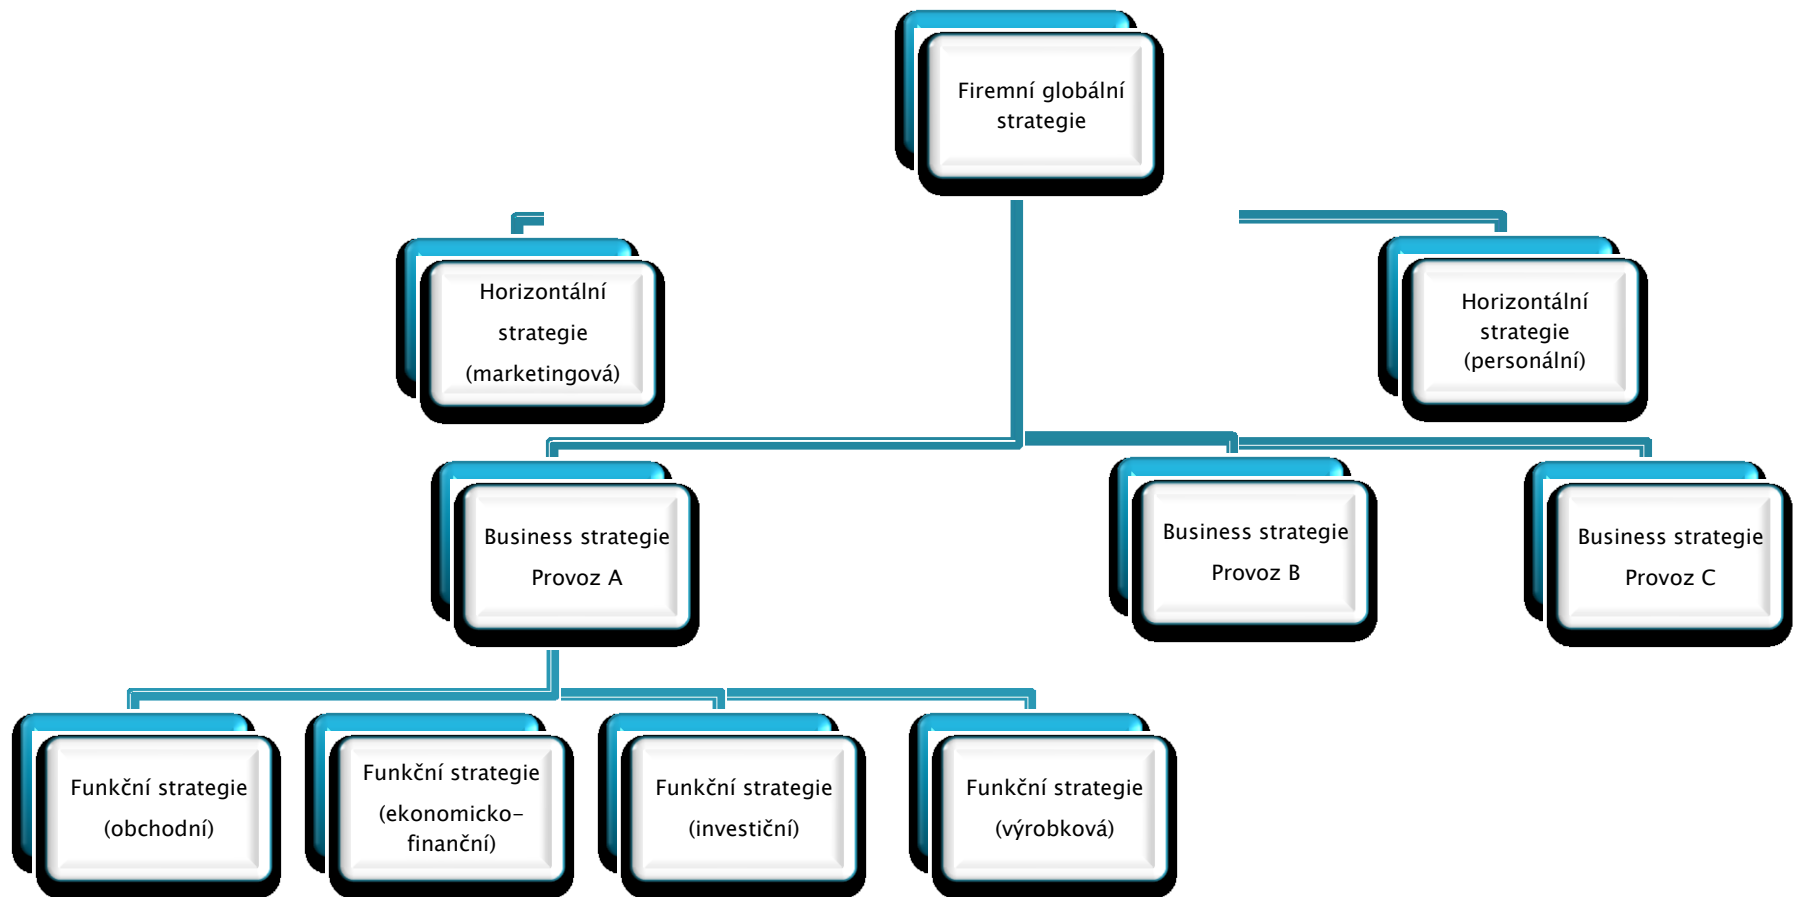 Firemní globální
strategie
Horizontální
strategie
(marketingová)
Horizontální
strategie
(personální)
Business strategie
Provoz A
Business strategie
Provoz B
Business strategie
Provoz C
Funkční strategie
(obchodní)
Funkční strategie
(ekonomicko-
finanční)
Funkční strategie
(investiční)
Funkční strategie
(výrobková)